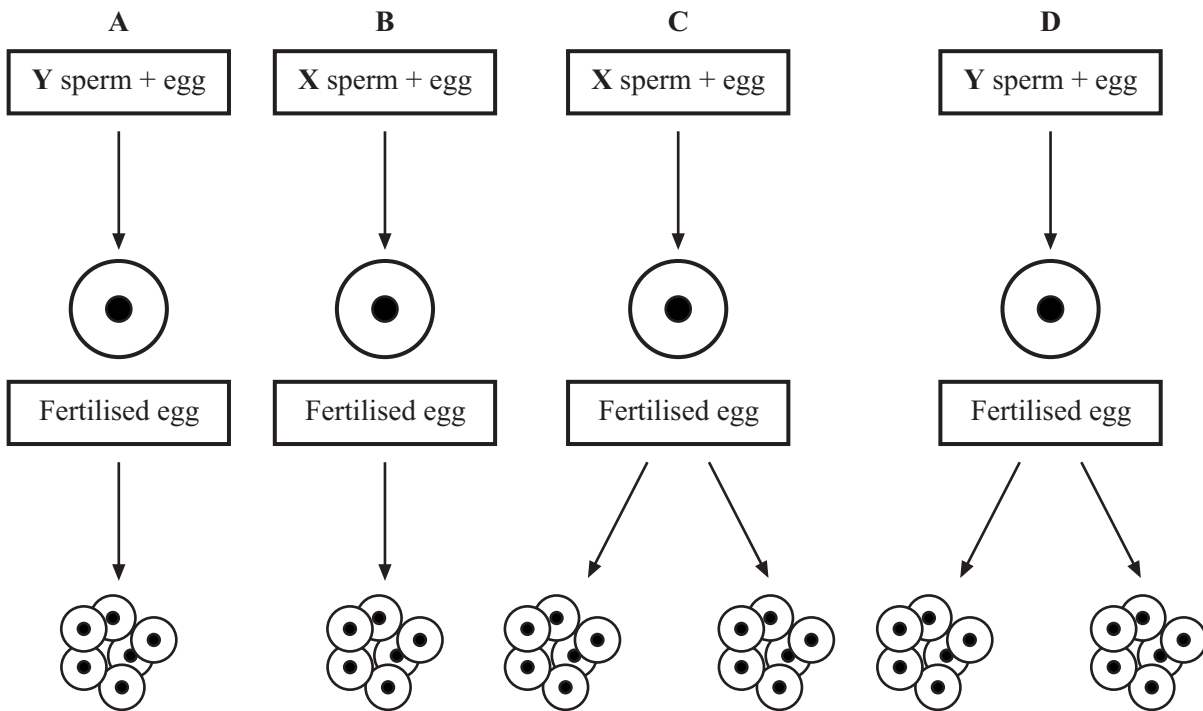 A
B
C
D
Y sperm + egg
X sperm + egg
X sperm + egg
Y sperm + egg
Fertilised egg
Fertilised egg
Fertilised egg
Fertilised egg